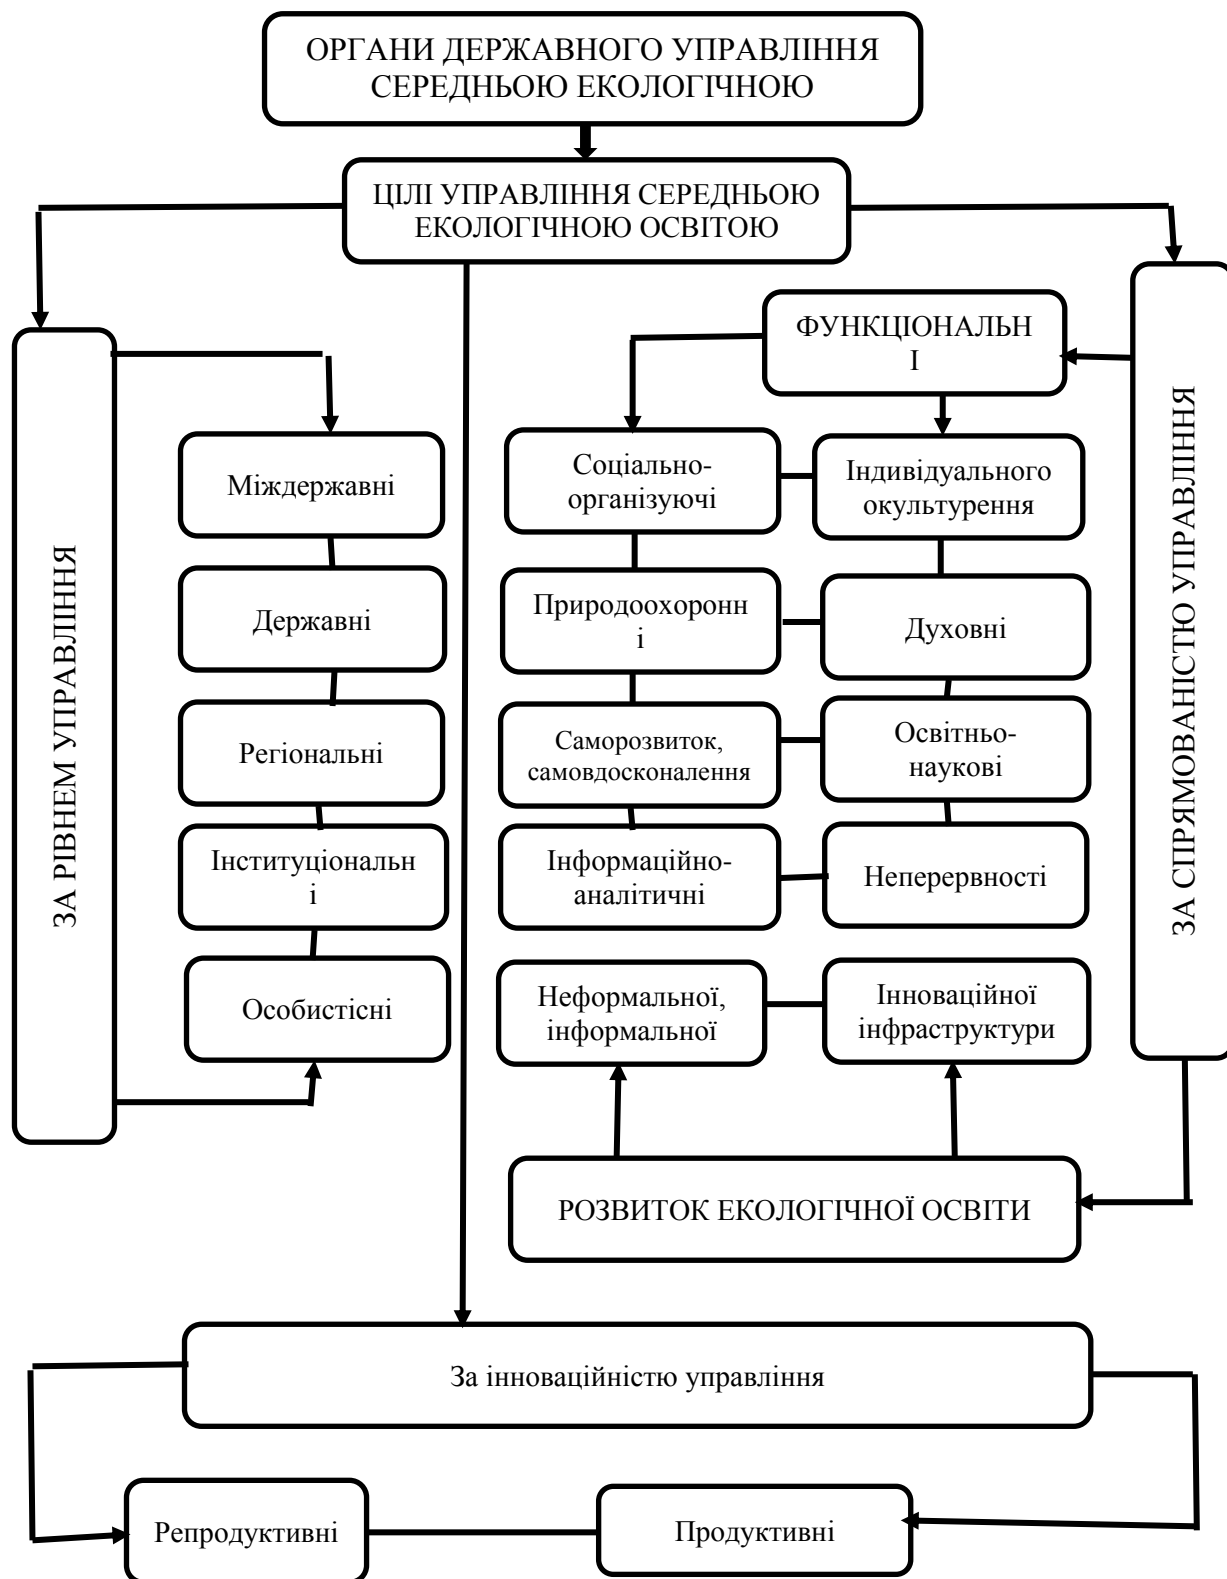 ОРГАНИ ДЕРЖАВНОГО УПРАВЛІННЯ
СЕРЕДНЬОЮ ЕКОЛОГІЧНОЮ
ЦІЛІ УПРАВЛІННЯ СЕРЕДНЬОЮ
ЕКОЛОГІЧНОЮ ОСВІТОЮ
ЗА РІВНЕМ УПРАВЛІННЯ
Міждержавні
Державні
Регіональні
Інституціональн
і
Особистісні
ФУНКЦІОНАЛЬН
І
Соціально-
організуючі
Індивідуального
окультурення
Природоохоронн
і
Духовні
Саморозвиток,
самовдосконалення
Освітньо-
наукові
Інформаційно-
аналітичні
Неперервності
Неформальної,
інформальної
Інноваційної
інфраструктури
РОЗВИТОК ЕКОЛОГІЧНОЇ ОСВІТИ
ЗА СПРЯМОВАНІСТЮ УПРАВЛІННЯ
За інноваційністю управління
Репродуктивні
Продуктивні